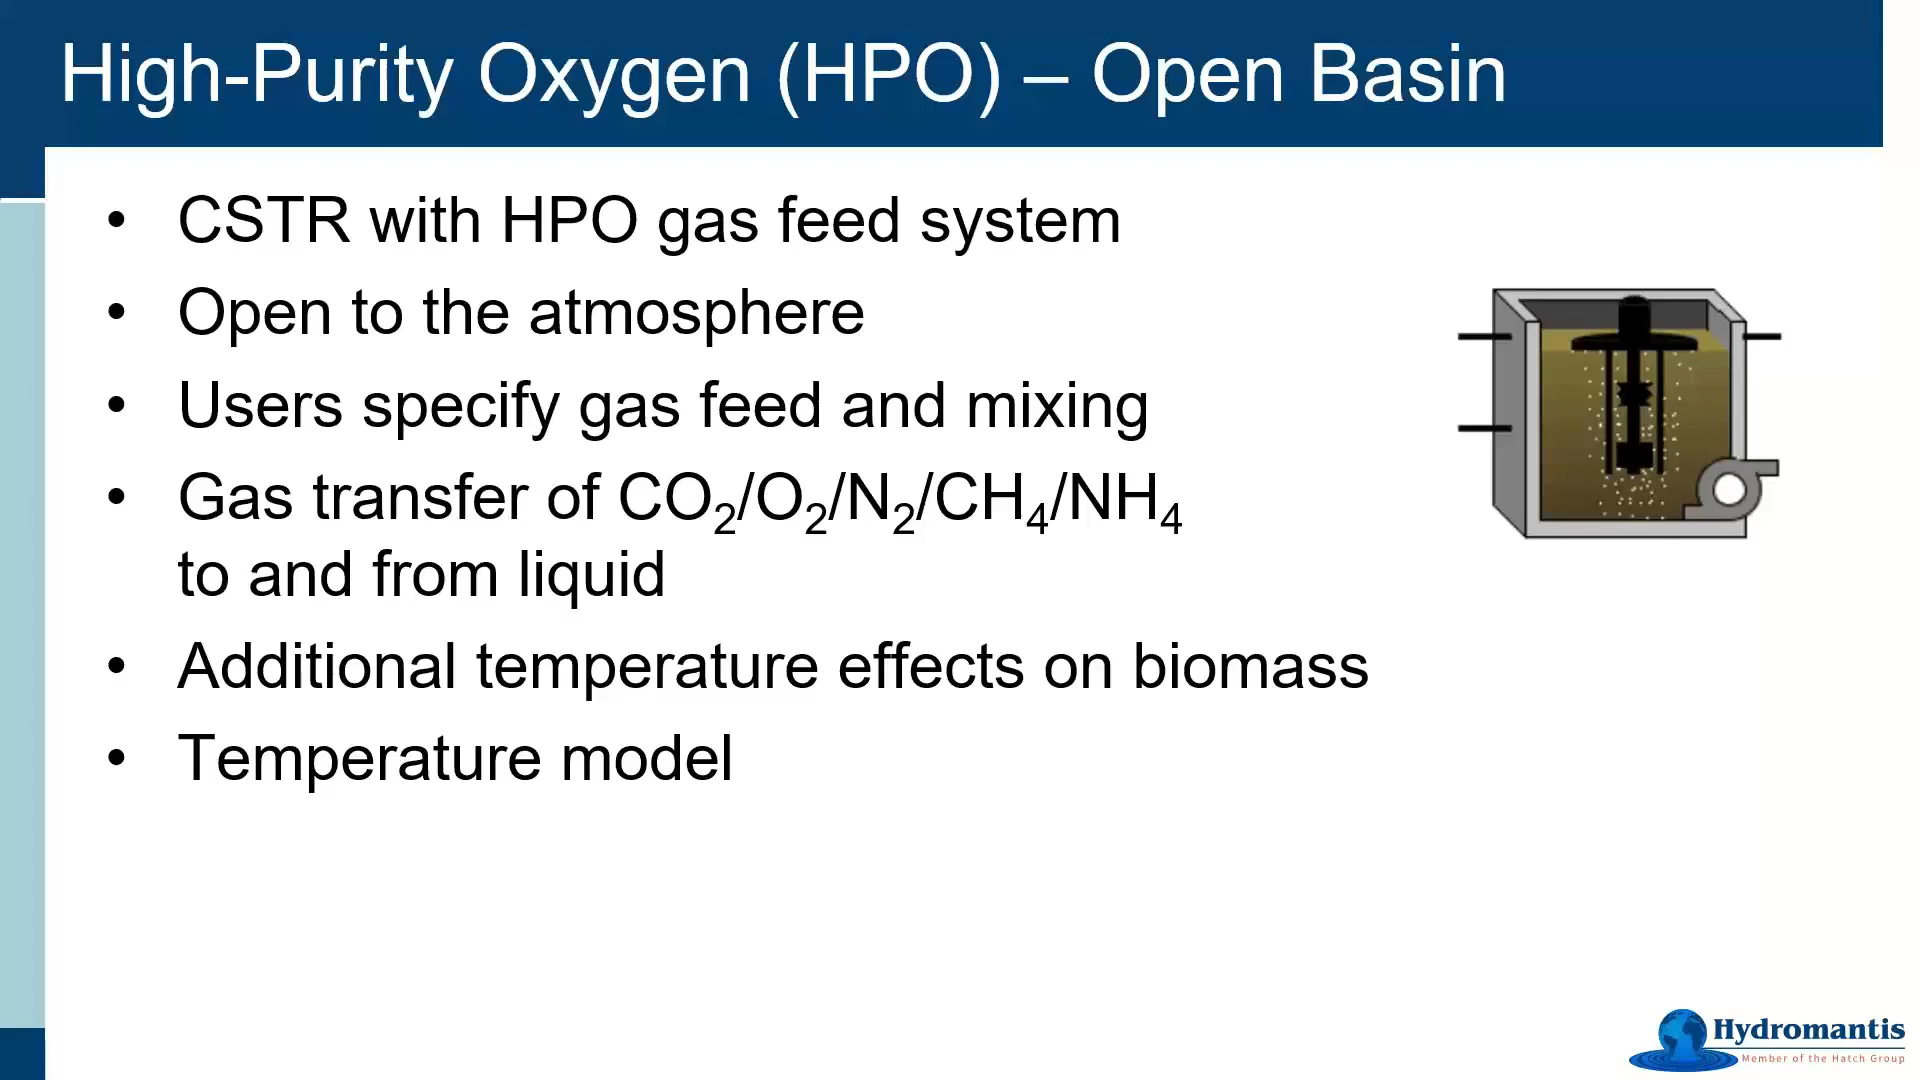 High-Purity Oxygen (HPO) – Open Basin
• CSTR with HPO gas feed system
• Open to the atmosphere
• Users specify gas feed and mixing
• Gas transfer of CO₂/O₂/N₂/CH₄/NH₄
to and from liquid
• Additional temperature effects on biomass
• Temperature model
Hydromantis
Member of the Hatch Group